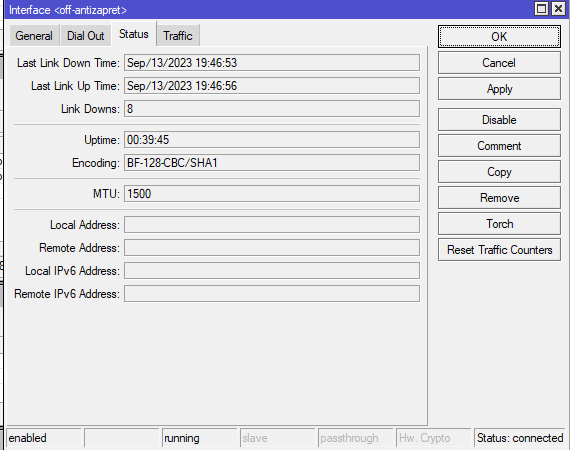 Interface <off-antizapret>
General Dial Out Status Traffic
OK
Last Link Down Time: Sep/13/2023 19:46:53
Cancel
Last Link Up Time: Sep/13/2023 19:46:56
Apply
Link Downs: 8
Disable
Uptime: 00:39:45
Comment
Encoding: BF-128-CBC/SHA1
Copy
MTU: 1500
Remove
Local Address:
Torch
Remote Address:
Reset Traffic Counters
Local IPv6 Address:
Remote IPv6 Address:
enabled running slave passthrough Hw. Crypto Status: connected